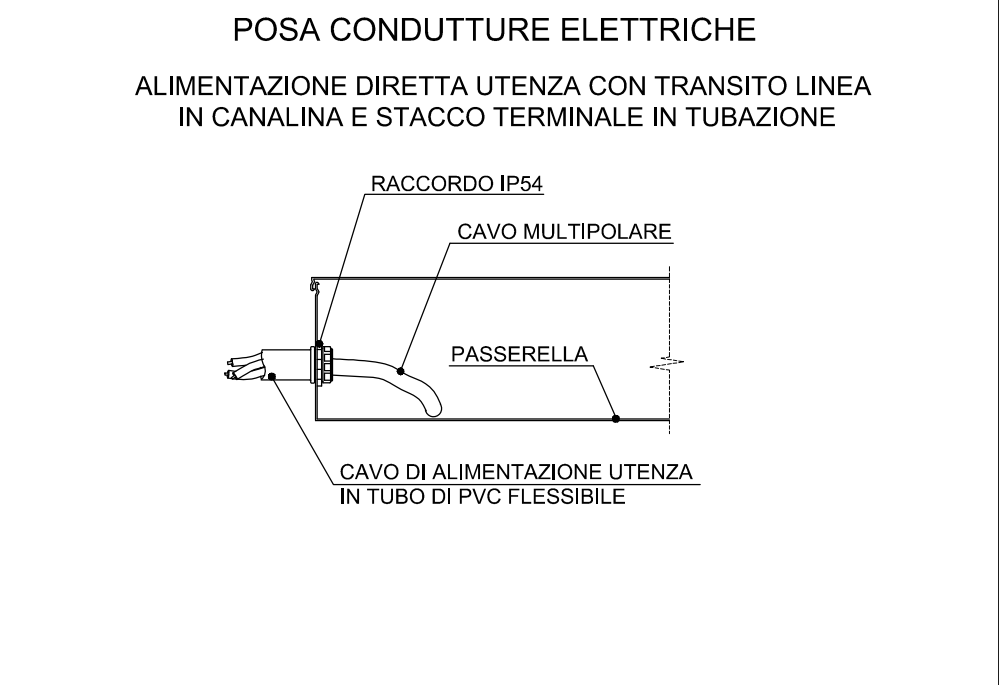 POSA CONDUTTURE ELETTRICHE
ALIMENTAZIONE DIRETTA UTENZA CON TRANSITO LINEA
IN CANALINA E STACCO TERMINALE IN TUBAZIONE
RACCORDO IP54
CAVO MULTIPOLARE
PASSERELLA
CAVO DI ALIMENTAZIONE UTENZA
IN TUBO DI PVC FLESSIBILE